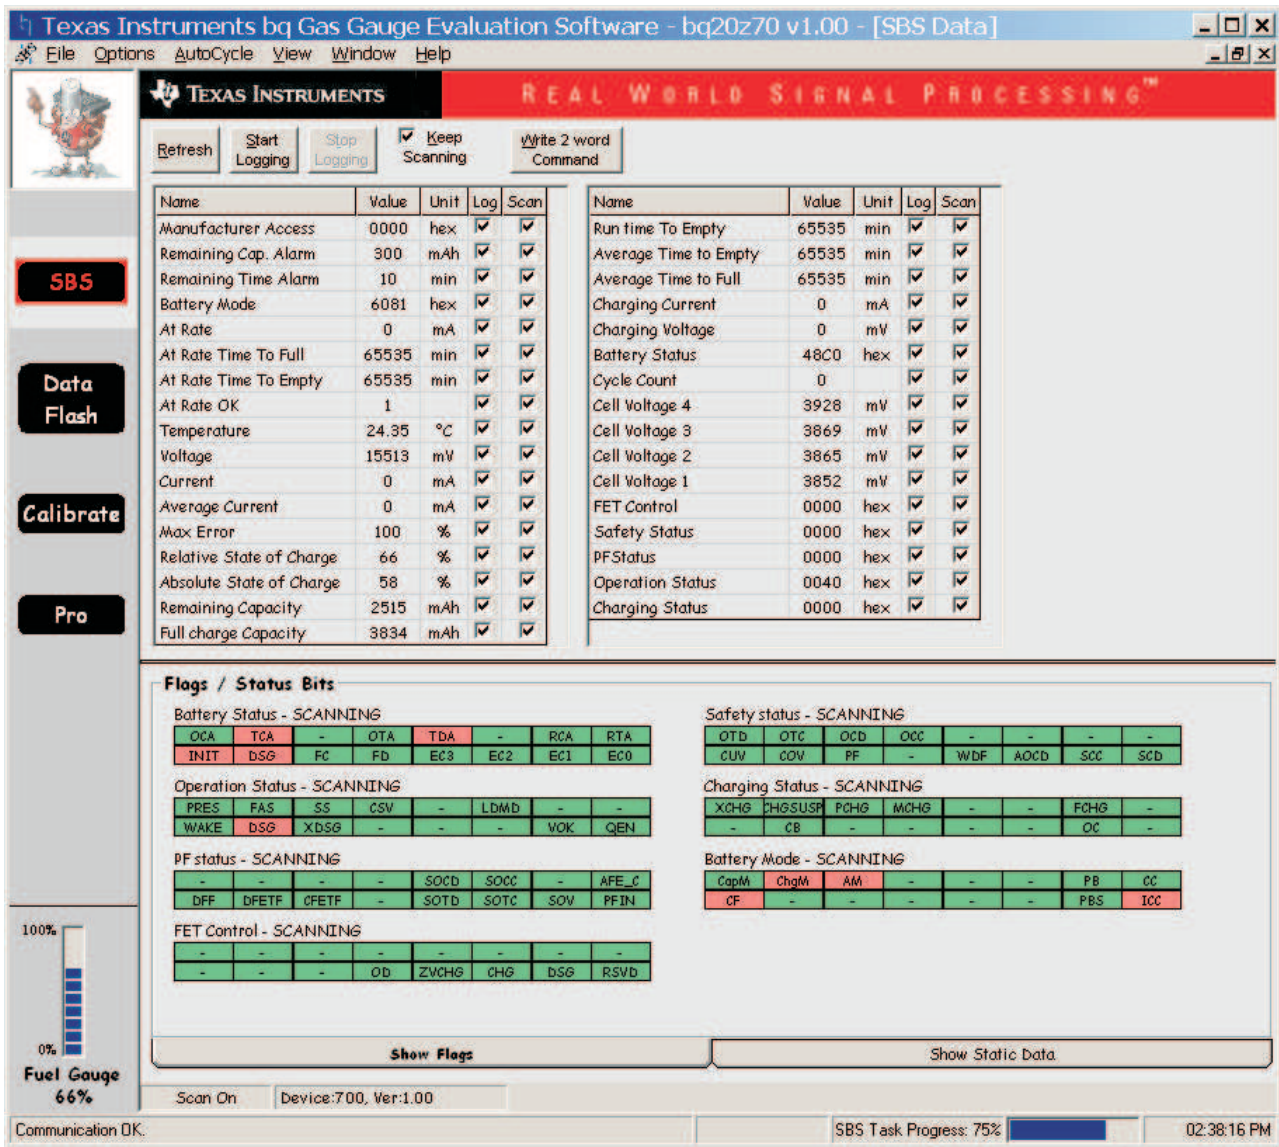 Texas Instruments bq Gas Gauge Evaluation Software - bq20z70 v1.00 - [SBS Data]
File Options AutoCycle View Window Help
TEXAS INSTRUMENTS REAL WORLD SIGNAL PROCESSING™
Refresh Start Logging Stop Logging Keep Scanning Write 2 word Command
Name Value Unit Log Scan
Manufacturer Access 0000 hex
Remaining Cap. Alarm 300 mAh
Remaining Time Alarm 10 min
Battery Mode 6081 hex
At Rate 0 mA
At Rate Time To Full 65535 min
At Rate Time To Empty 65535 min
At Rate OK 1
Temperature 24.35 °C
Voltage 15513 mV
Current 0 mA
Average Current 0 mA
Max Error 100 %
Relative State of Charge 66 %
Absolute State of Charge 58 %
Remaining Capacity 2515 mAh
Full charge Capacity 3834 mAh
Name Value Unit Log Scan
Run time To Empty 65535 min
Average Time to Empty 65535 min
Average Time to Full 65535 min
Charging Current 0 mA
Charging Voltage 0 mV
Battery Status 48C0 hex
Cycle Count 0
Cell Voltage 4 3928 mV
Cell Voltage 3 3869 mV
Cell Voltage 2 3865 mV
Cell Voltage 1 3852 mV
FET Control 0000 hex
Safety Status 0000 hex
PFStatus 0000 hex
Operation Status 0040 hex
Charging Status 0000 hex
SBS
Data
Flash
Calibrate
Pro
Flags / Status Bits
Battery Status - SCANNING
OCA TCA - OTA TDA - RCA RTA
INIT DSG FC FD EC3 EC2 EC1 EC0
Operation Status - SCANNING
PRES FAS SS CSV - LDMD - -
WAKE DSG XDSG - - - VOK QEN
PF status - SCANNING
- - - - SOCD SOCC - AFE_C
DFF DFETF CFETF - SOTD SOTC SOV PFIN
FET Control - SCANNING
- - - - - - - -
- - - OD ZVCHG CHG DSG RSVD
Safety status - SCANNING
OTD OTC OCD OCC - - - -
CUV COV PF - WDF AOCD SCC SCD
Charging Status - SCANNING
XCHG CHGSUSP PCHG MCHG - - FCHG -
- CB - - - - OC -
Battery Mode - SCANNING
CapM ChgM AM - - - PB CC
CF - - - - - PBS ICC
Show Flags Show Static Data
100%
0%
Fuel Gauge
66%
Scan On Device:700, Ver:1.00
Communication OK. SBS Task Progress: 75% 02:38:16 PM